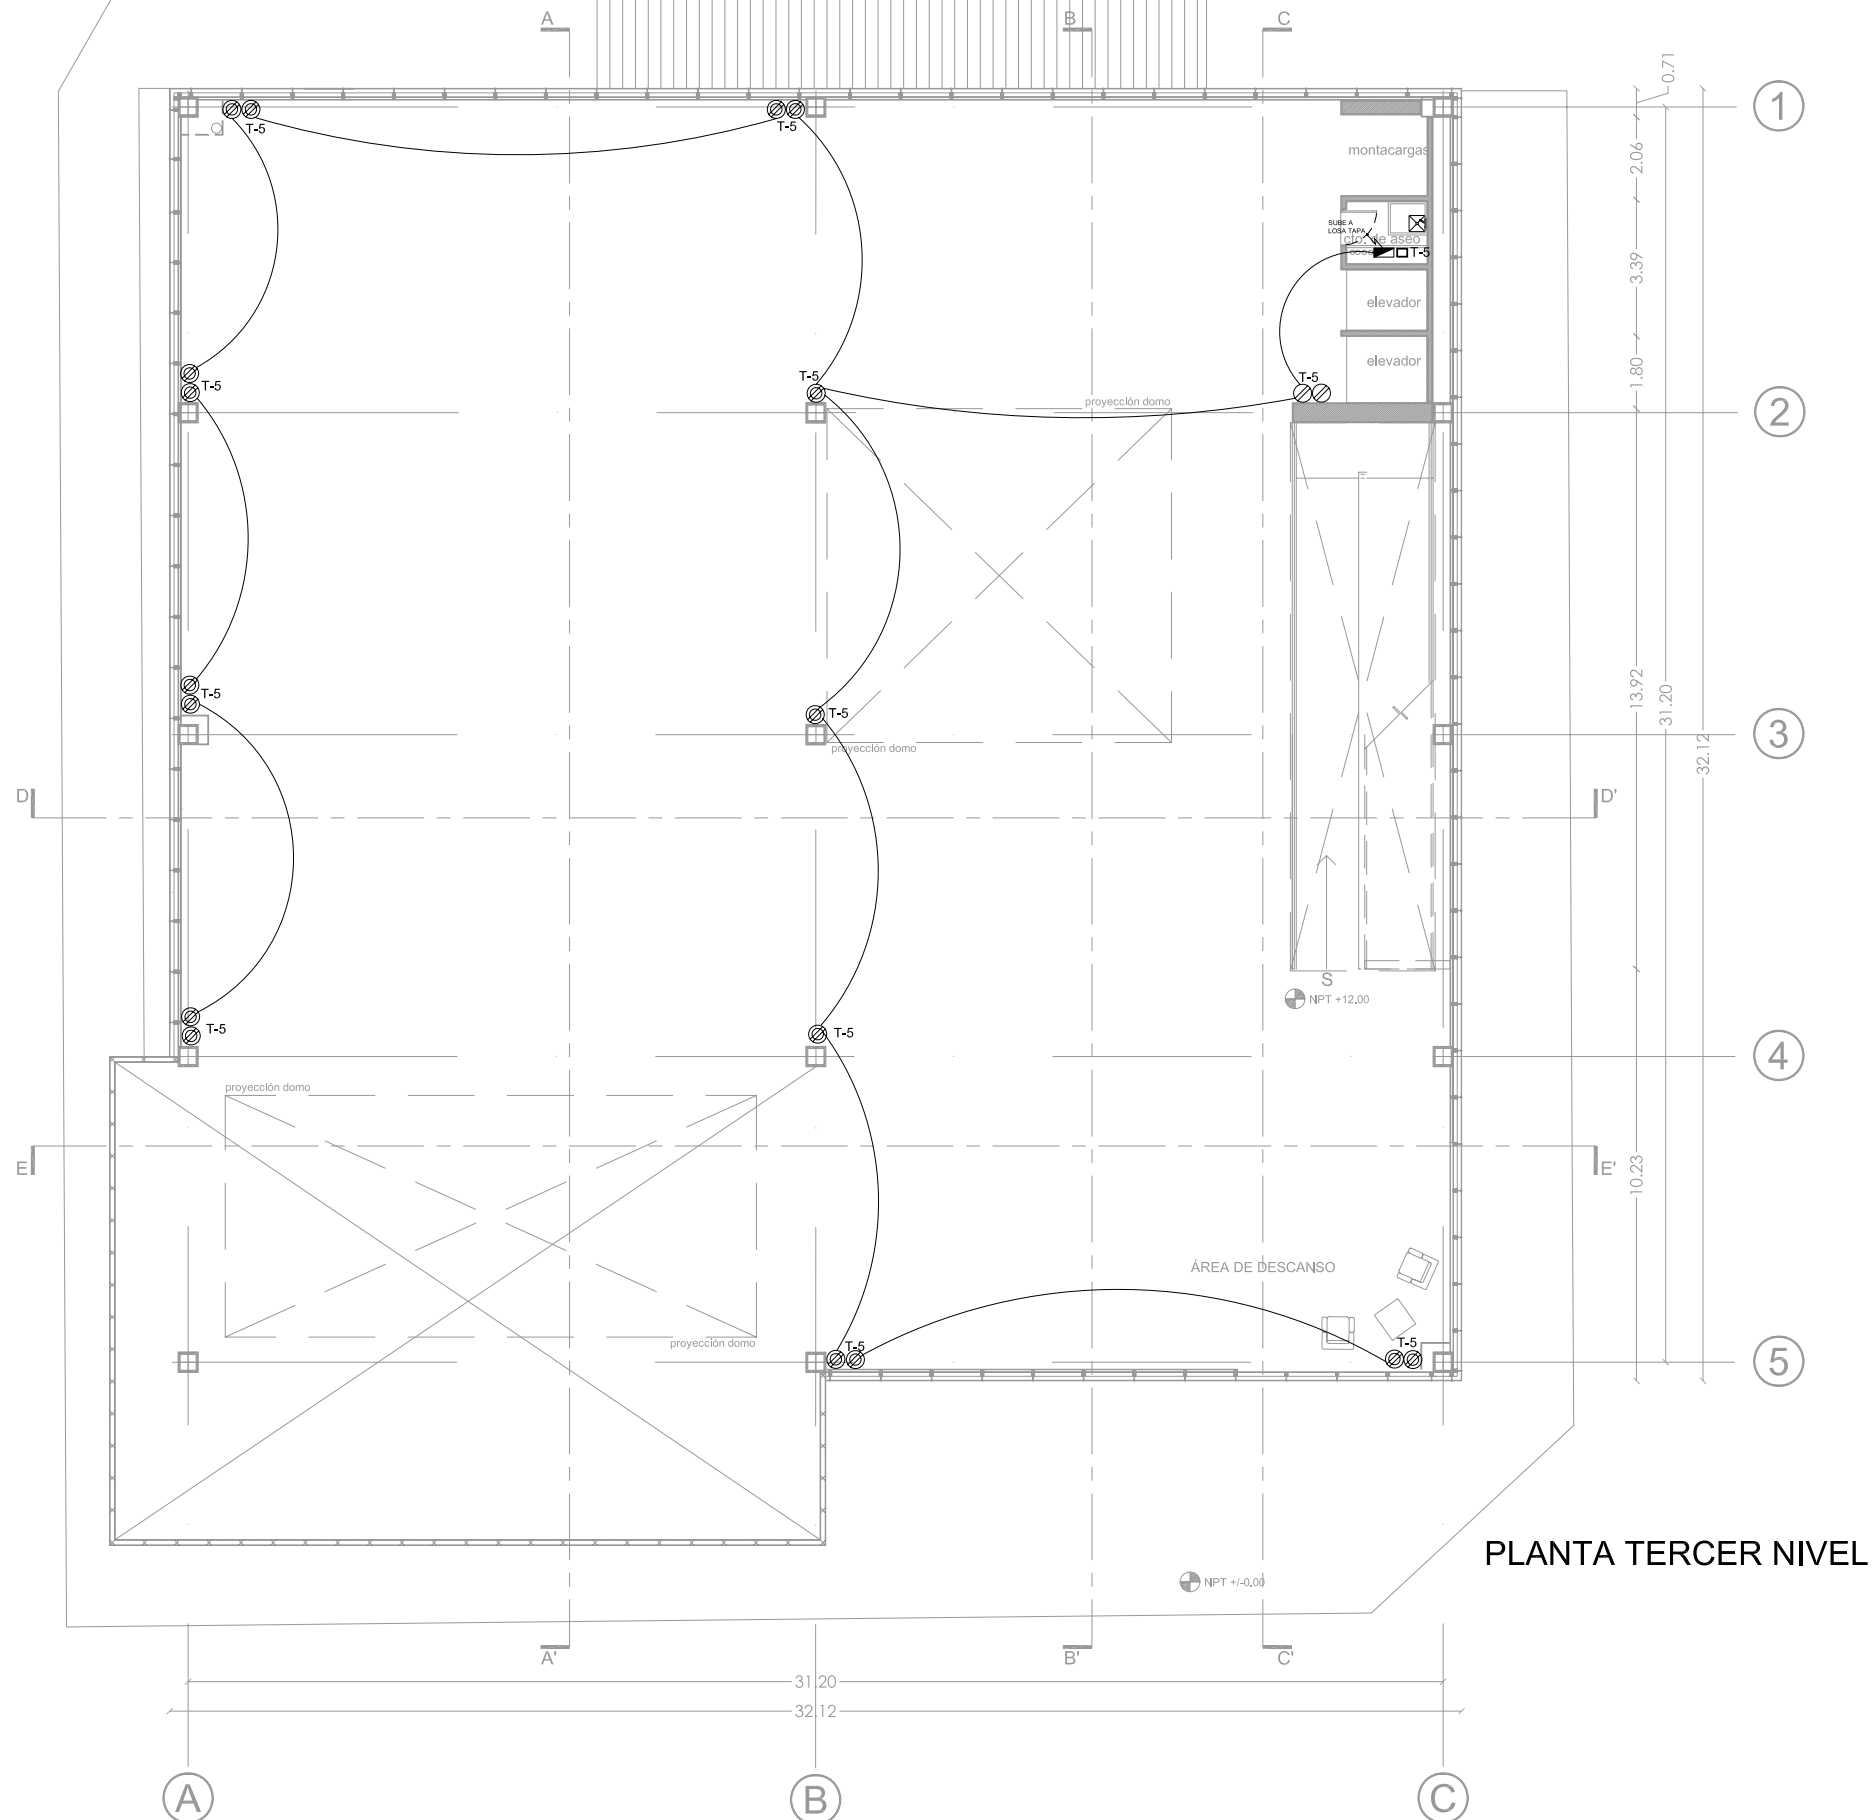 A
B
C
0.71
1
T-5
T-5
montacargas
2.06
SUBE A
LOSA TAPA
cto. de aseo
T-5
3.39
elevador
elevador
1.80
T-5
T-5
T-5
proyección domo
2
T-5
T-5
13.92
31.20
32.12
3
proyección domo
D
D'
S
NPT +12.00
T-5
T-5
4
proyección domo
E
E'
10.23
ÁREA DE DESCANSO
proyección domo
T-5
T-5
5
PLANTA TERCER NIVEL
NPT +/-0.00
A'
B'
C'
31.20
32.12
A
B
C